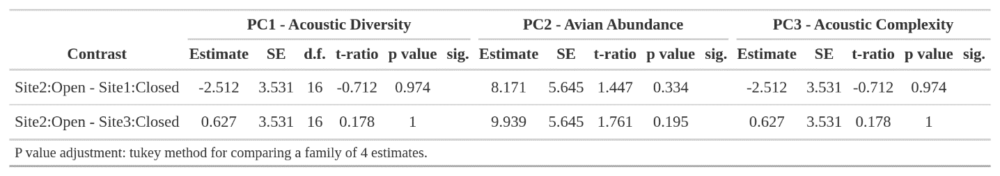 PC1 - Acoustic Diversity PC2 - Avian Abundance PC3 - Acoustic Complexity
Contrast Estimate SE d.f. t-ratio p value sig. Estimate SE t-ratio p value sig. Estimate SE t-ratio p value sig.
Site2:Open - Site1:Closed -2.512 3.531 16 -0.712 0.974 8.171 5.645 1.447 0.334 -2.512 3.531 -0.712 0.974
Site2:Open - Site3:Closed 0.627 3.531 16 0.178 1 9.939 5.645 1.761 0.195 0.627 3.531 0.178 1
P value adjustment: tukey method for comparing a family of 4 estimates.